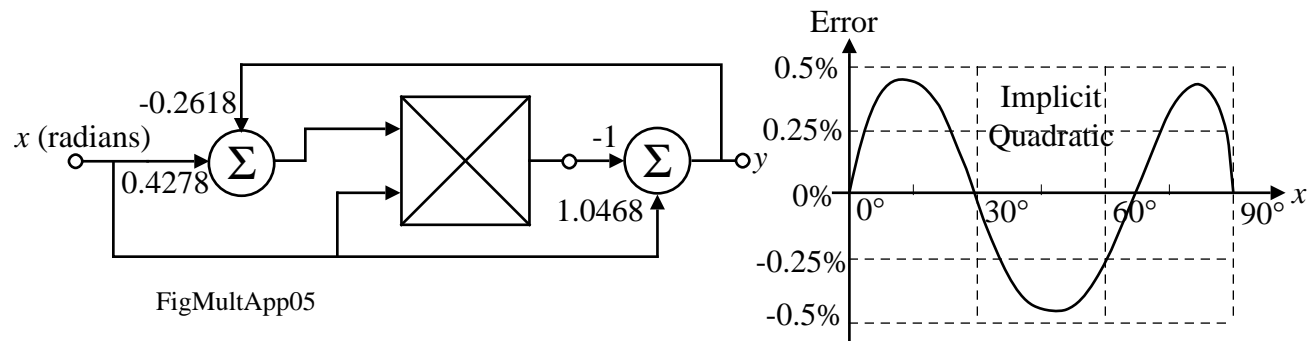 -0.2618
x (radians)
0.4278
Σ
-1
Σ
y
1.0468
FigMultApp05
Error
0.5%
0.25%
0%
-0.25%
-0.5%
Implicit
Quadratic
0°
30°
60°
90°
x